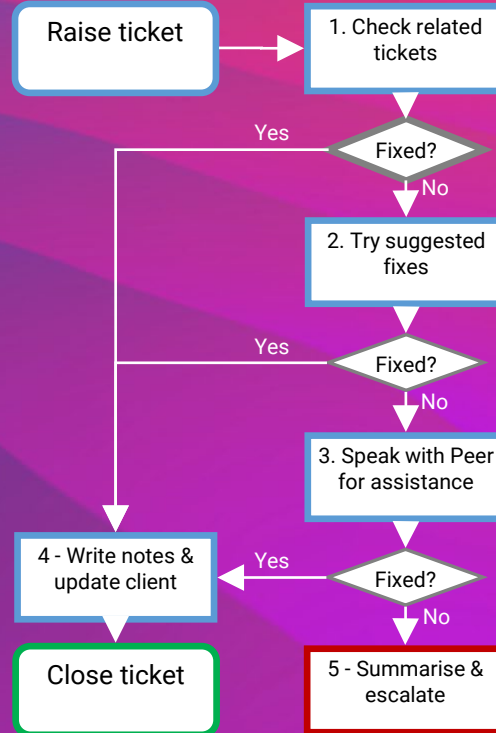 Raise ticket
1. Check related
tickets
Fixed?
Yes
No
2. Try suggested
fixes
Fixed?
Yes
No
3. Speak with Peer
for assistance
Fixed?
Yes
No
4 - Write notes &
update client
Close ticket
5 - Summarise &
escalate